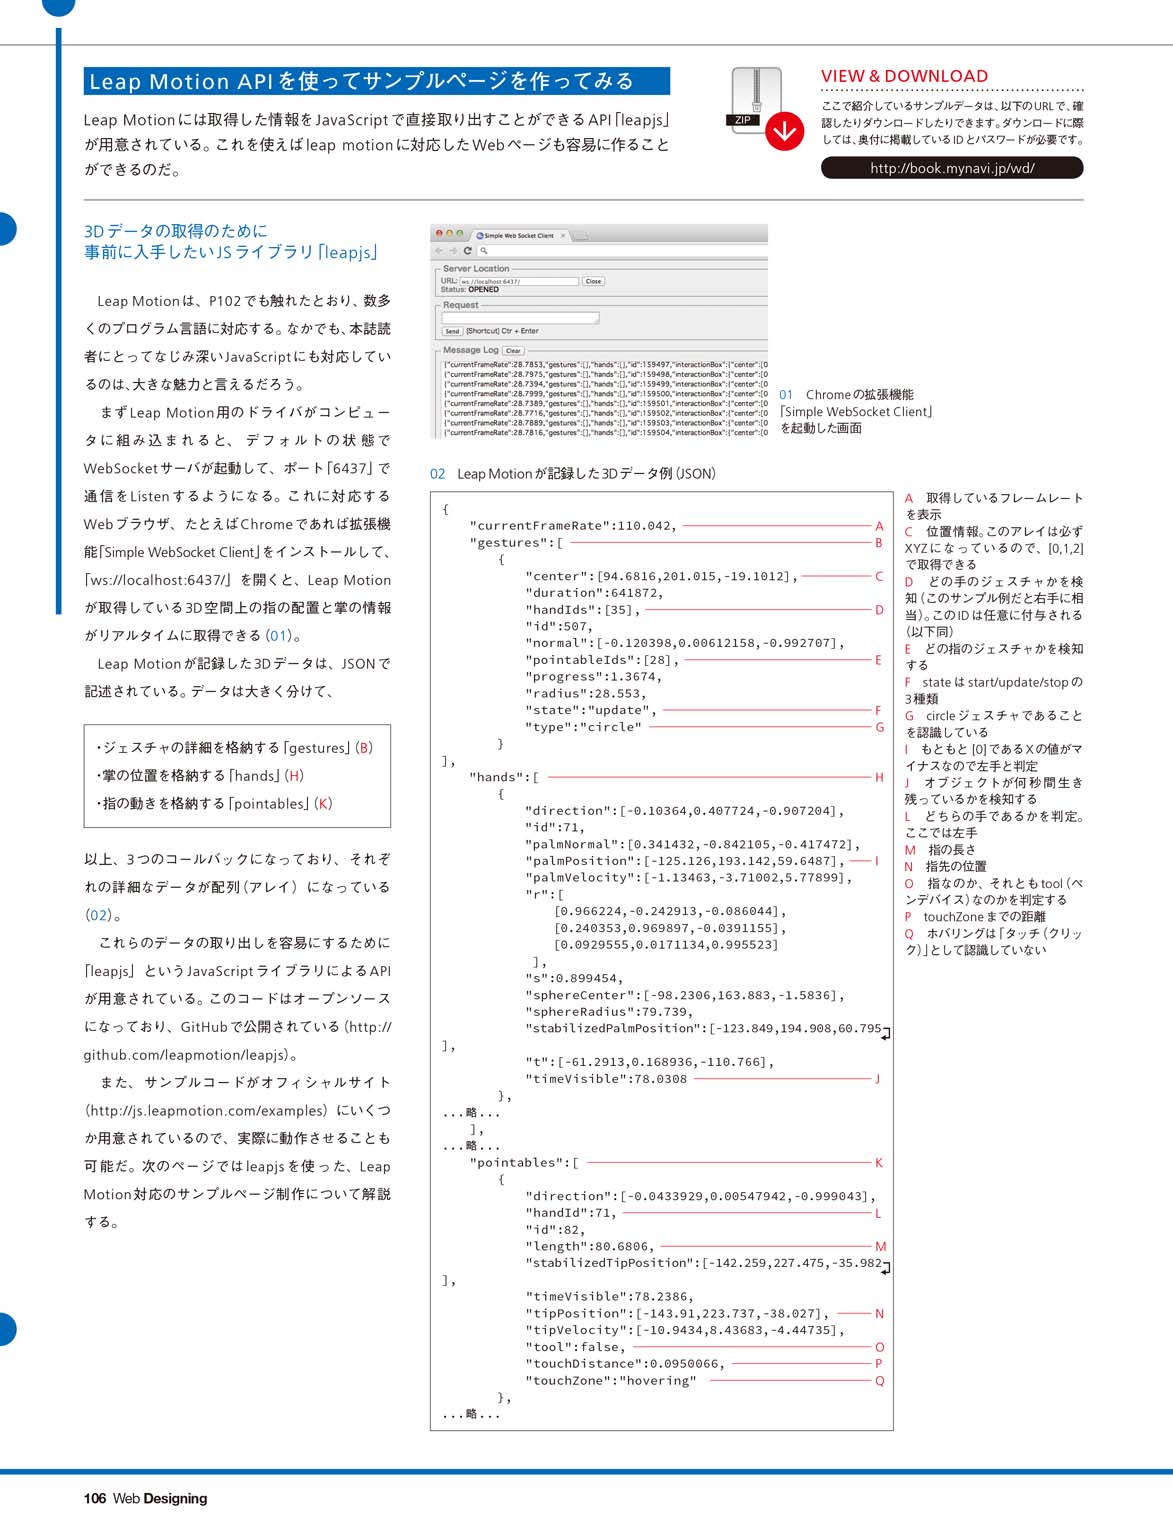 Leap Motion APIを使ってサンプルページを作ってみる
Leap Motionには取得した情報をJavaScriptで直接取り出すことができるAPI「leapjs」
が用意されている。これを使えばleap motionに対応したWebページも容易に作ること
ができるのだ。
ZIP
VIEW & DOWNLOAD
ここで紹介しているサンプルデータは、以下のURLで、確
認したりダウンロードしたりできます。ダウンロードに際
しては、奥付に掲載しているIDとパスワードが必要です。
http://book.mynavi.jp/wd/
3Dデータの取得のために
事前に入手したいJSライブラリ「leapjs」
Leap Motionは、P102でも触れたとおり、数多
くのプログラム言語に対応する。なかでも、本誌読
者にとってなじみ深いJavaScriptにも対応してい
るのは、大きな魅力と言えるだろう。
まずLeap Motion用のドライバがコンピュー
タに組み込まれると、デフォルトの状態で
WebSocketサーバが起動して、ポート「6437」で
通信をListenするようになる。これに対応する
Webブラウザ、たとえばChromeであれば拡張機
能「Simple WebSocket Client」をインストールして、
「ws://localhost:6437/」を開くと、Leap Motion
が取得している3D空間上の指の配置と掌の情報
がリアルタイムに取得できる（01）。
Leap Motionが記録した3Dデータは、JSONで
記述されている。データは大きく分けて、
・ジェスチャの詳細を格納する「gestures」（B）
・掌の位置を格納する「hands」（H）
・指の動きを格納する「pointables」（K）
以上、3つのコールバックになっており、それぞ
れの詳細なデータが配列（アレイ）になっている
（02）。
これらのデータの取り出しを容易にするために
「leapjs」というJavaScriptライブラリによるAPI
が用意されている。このコードはオープンソース
になっており、GitHubで公開されている（http://
github.com/leapmotion/leapjs）。
また、サンプルコードがオフィシャルサイト
（http://js.leapmotion.com/examples）にいくつ
か用意されているので、実際に動作させることも
可能だ。次のページではleapjsを使った、Leap
Motion対応のサンプルページ制作について解説
する。
Simple Web Socket Client
Server Location
URL: ws://localhost:6437/ Close
Status: OPENED
Request
Send [Shortcut] Ctr + Enter
Message Log Clear
{"currentFrameRate":28.7853,"gestures":[],"hands":[],"id":159497,"interactionBox":{"center":[0
{"currentFrameRate":28.7975,"gestures":[],"hands":[],"id":159498,"interactionBox":{"center":[0
{"currentFrameRate":28.7394,"gestures":[],"hands":[],"id":159499,"interactionBox":{"center":[0
{"currentFrameRate":28.7999,"gestures":[],"hands":[],"id":159500,"interactionBox":{"center":[0
{"currentFrameRate":28.7389,"gestures":[],"hands":[],"id":159501,"interactionBox":{"center":[0
{"currentFrameRate":28.7716,"gestures":[],"hands":[],"id":159502,"interactionBox":{"center":[0
{"currentFrameRate":28.7889,"gestures":[],"hands":[],"id":159503,"interactionBox":{"center":[0
{"currentFrameRate":28.7816,"gestures":[],"hands":[],"id":159504,"interactionBox":{"center":[0
01 Chromeの拡張機能
「Simple WebSocket Client」
を起動した画面
02 Leap Motionが記録した3Dデータ例（JSON）
{
"currentFrameRate":110.042, A
"gestures":[ B
{
"center":[94.6816,201.015,-19.1012], C
"duration":641872,
"handIds":[35], D
"id":507,
"normal":[-0.120398,0.00612158,-0.992707],
"pointableIds":[28], E
"progress":1.3674,
"radius":28.553,
"state":"update", F
"type":"circle" G
}
],
"hands":[ H
{
"direction":[-0.10364,0.407724,-0.907204],
"id":71,
"palmNormal":[0.341432,-0.842105,-0.417472],
"palmPosition":[-125.126,193.142,59.6487], I
"palmVelocity":[-1.13463,-3.71002,5.77899],
"r":[
[0.966224,-0.242913,-0.086044],
[0.240353,0.969897,-0.0391155],
[0.0929555,0.0171134,0.995523]
],
"s":0.899454,
"sphereCenter":[-98.2306,163.883,-1.5836],
"sphereRadius":79.739,
"stabilizedPalmPosition":[-123.849,194.908,60.795
],
"t":[-61.2913,0.168936,-110.766],
"timeVisible":78.0308 J
},
...略...
],
...略...
"pointables":[ K
{
"direction":[-0.0433929,0.00547942,-0.999043],
"handId":71, L
"id":82,
"length":80.6806, M
"stabilizedTipPosition":[-142.259,227.475,-35.982
],
"timeVisible":78.2386,
"tipPosition":[-143.91,223.737,-38.027], N
"tipVelocity":[-10.9434,8.43683,-4.44735],
"tool":false, O
"touchDistance":0.0950066, P
"touchZone":"hovering" Q
},
...略...
A 取得しているフレームレート
を表示
C 位置情報。このアレイは必ず
XYZになっているので、[0,1,2]
で取得できる
D どの手のジェスチャかを検
知（このサンプル例だと右手に相
当）。このIDは任意に付与される
（以下同）
E どの指のジェスチャかを検知
する
F stateはstart/update/stopの
3種類
G circleジェスチャであること
を認識している
I もともと[0]であるXの値がマ
イナスなので左手と判定
J オブジェクトが何秒間生き
残っているかを検知する
L どちらの手であるかを判定。
ここでは左手
M 指の長さ
N 指先の位置
O 指なのか、それともtool（ペ
ンデバイス）なのかを判定する
P touchZoneまでの距離
Q ホバリングは「タッチ（クリッ
ク）」として認識していない
106 Web Designing